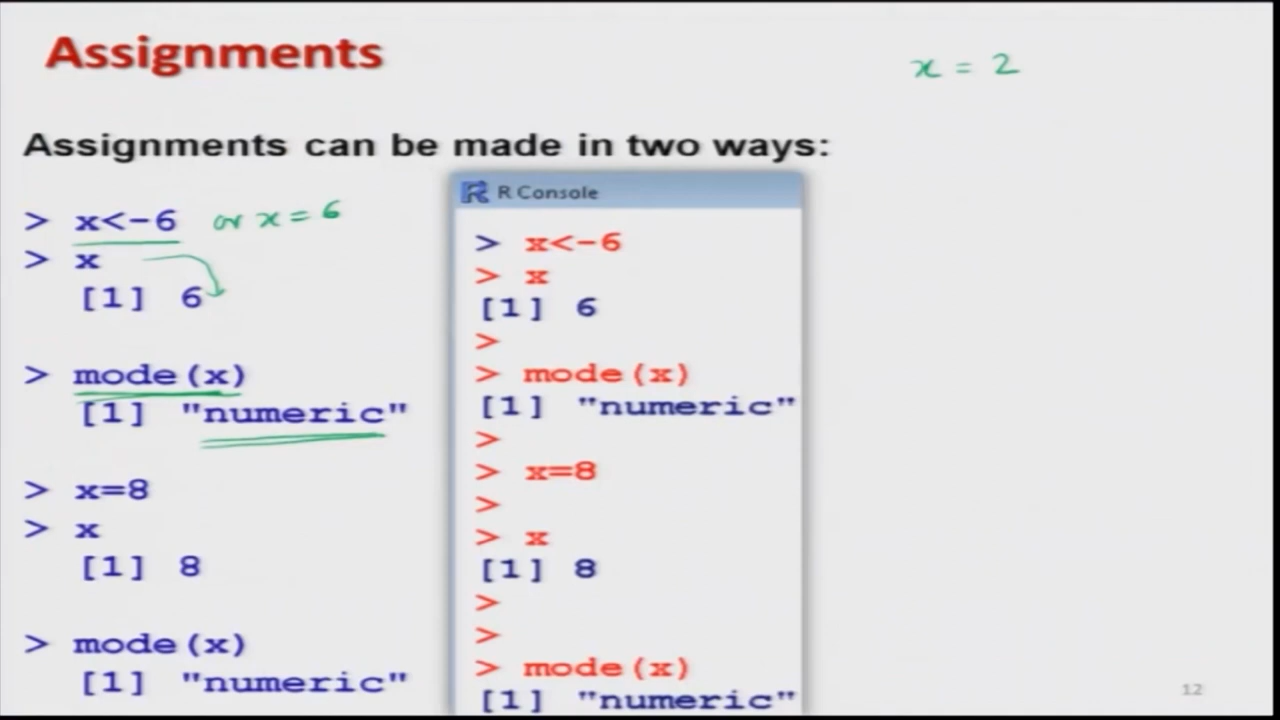 Assignments
x = 2
Assignments can be made in two ways:
> x<-6 or x = 6
> x
[1] 6
> mode(x)
[1] "numeric"
> x=8
> x
[1] 8
> mode(x)
[1] "numeric"
R R Console
> x<-6
> x
[1] 6
>
> mode(x)
[1] "numeric"
>
> x=8
>
> x
[1] 8
>
>
> mode(x)
[1] "numeric"
12